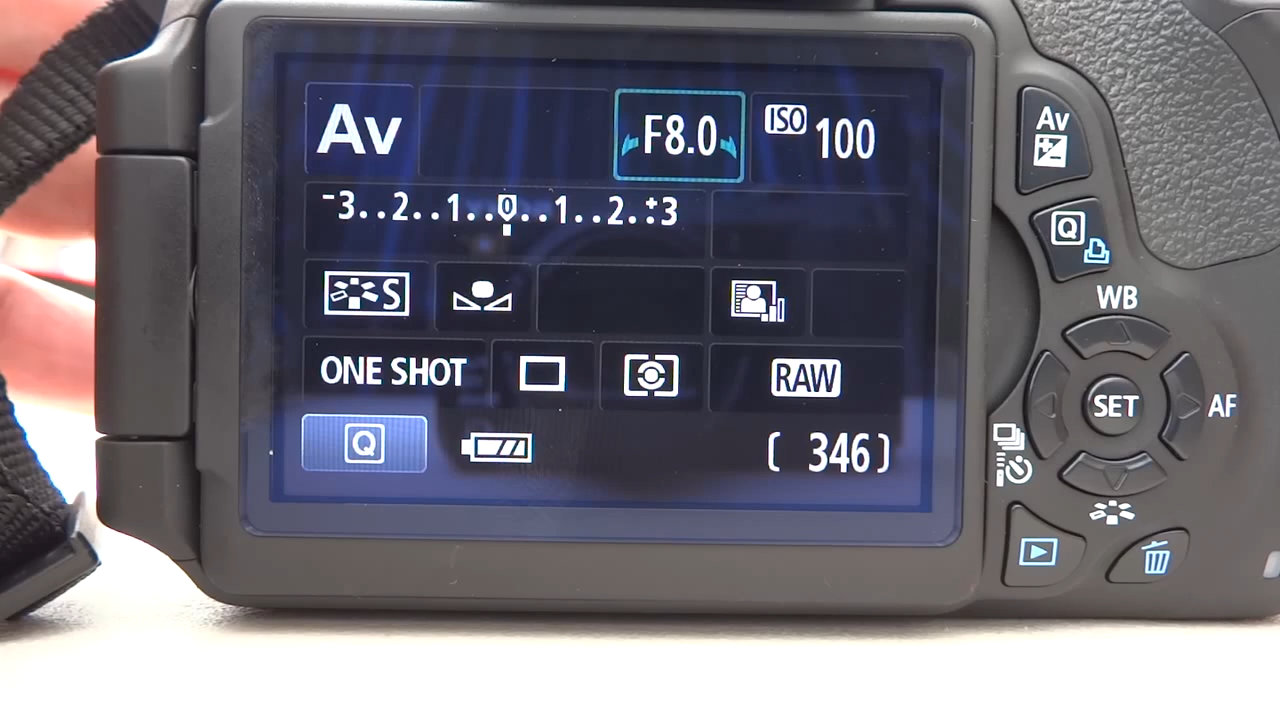 Av F8.0 ISO 100
-3..2..1..0..1..2.:+3
S
ONE SHOT RAW
Q [ 346]
Av
Q
WB
SET
AF